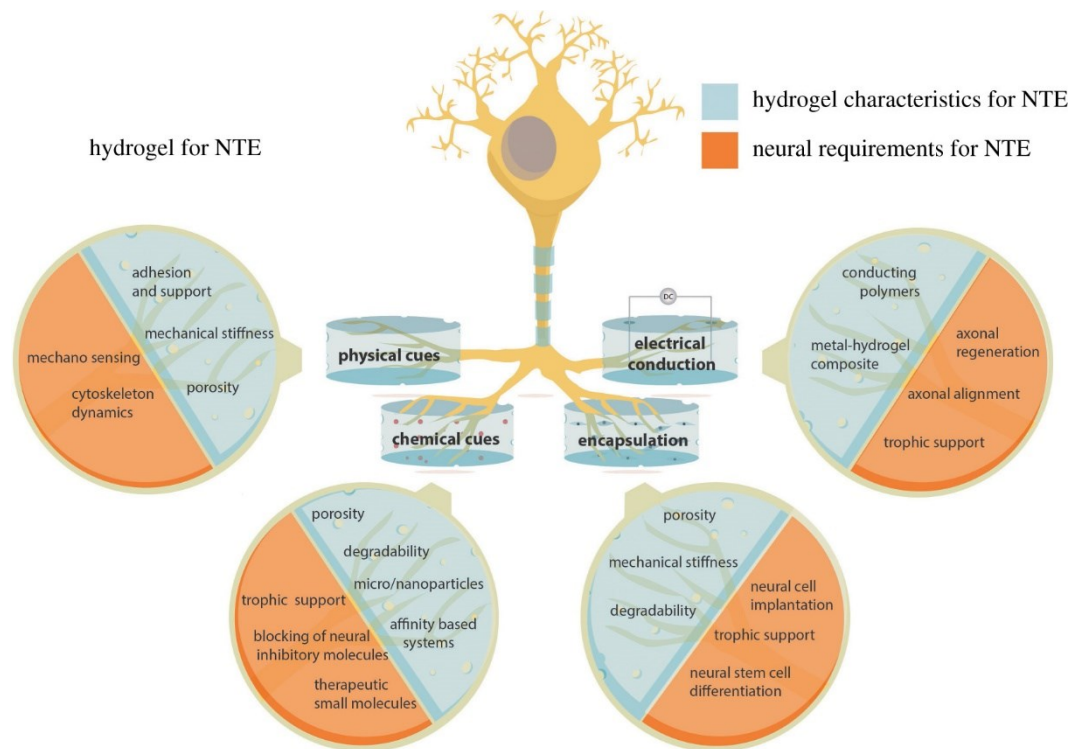 hydrogel for NTE
hydrogel characteristics for NTE
neural requirements for NTE
adhesion
and support
mechanical stiffness
porosity
mechano sensing
cytoskeleton
dynamics
physical cues
DC
electrical
conduction
chemical cues
encapsulation
conducting
polymers
metal-hydrogel
composite
axonal
regeneration
axonal alignment
trophic support
porosity
degradability
micro/nanoparticles
affinity based
systems
trophic support
blocking of neural
inhibitory molecules
therapeutic
small molecules
porosity
mechanical stiffness
degradability
neural cell
implantation
trophic support
neural stem cell
differentiation